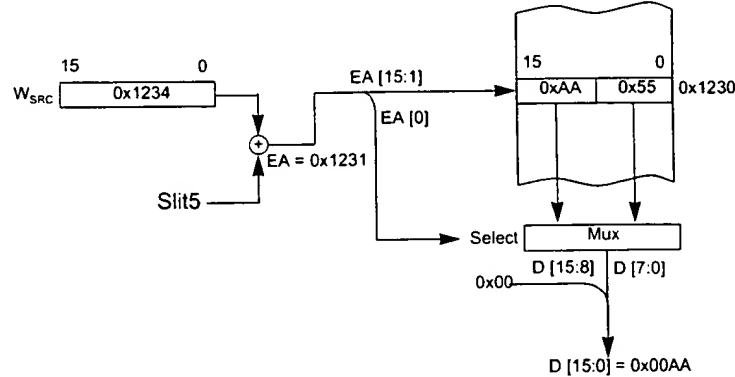 15 0
W_SRC 0x1234
EA [15:1]
EA [0]
EA = 0x1231
Slit5
15 0
0xAA 0x55 0x1230
Select Mux
D [15:8] D [7:0]
0x00
D [15:0] = 0x00AA